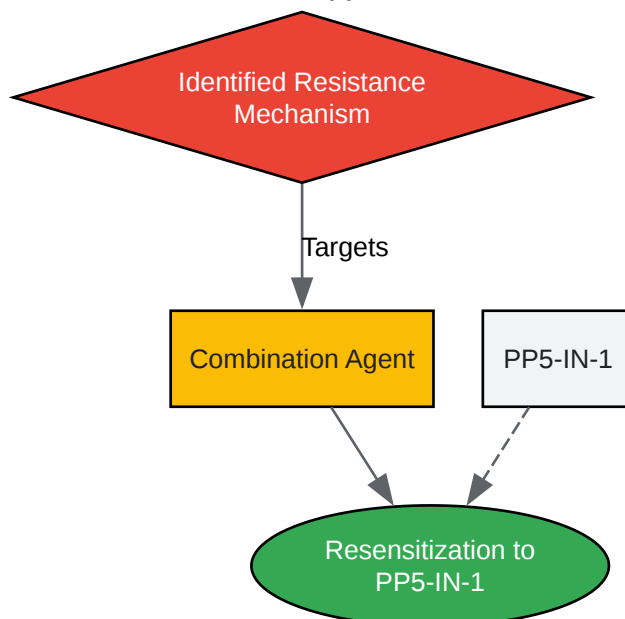 Identified Resistance
Mechanism
Targets
Combination Agent
PP5-IN-1
Resensitization to
PP5-IN-1